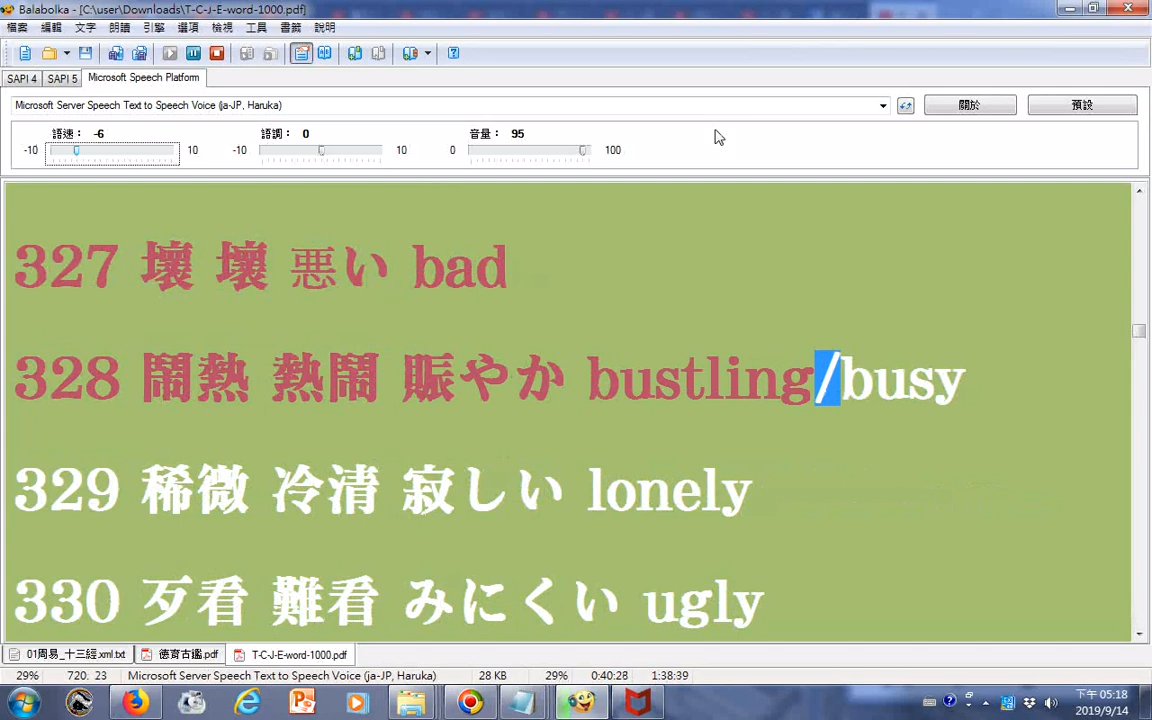 Balabolka - [C:\user\Downloads\T-C-J-E-word-1000.pdf]
檔案 編輯 文字 朗讀 引擎 選項 檢視 工具 書籤 說明
SAPI 4 SAPI 5 Microsoft Speech Platform
Microsoft Server Speech Text to Speech Voice (ja-JP, Haruka) 關於 預設
語速： -6 語調： 0 音量： 95
-10 10 -10 10 0 100
327 壞 壞 悪い bad
328 鬧熱 熱鬧 賑やか bustling/busy
329 稀微 冷清 寂しい lonely
330 歹看 難看 みにくい ugly
01周易_十三經.xml.txt 德育古鑑.pdf T-C-J-E-word-1000.pdf
29% 720. 23 Microsoft Server Speech Text to Speech Voice (ja-JP, Haruka) 28 KB 29% 0:40:28 1:38:39
下午 05:18
2019/9/14